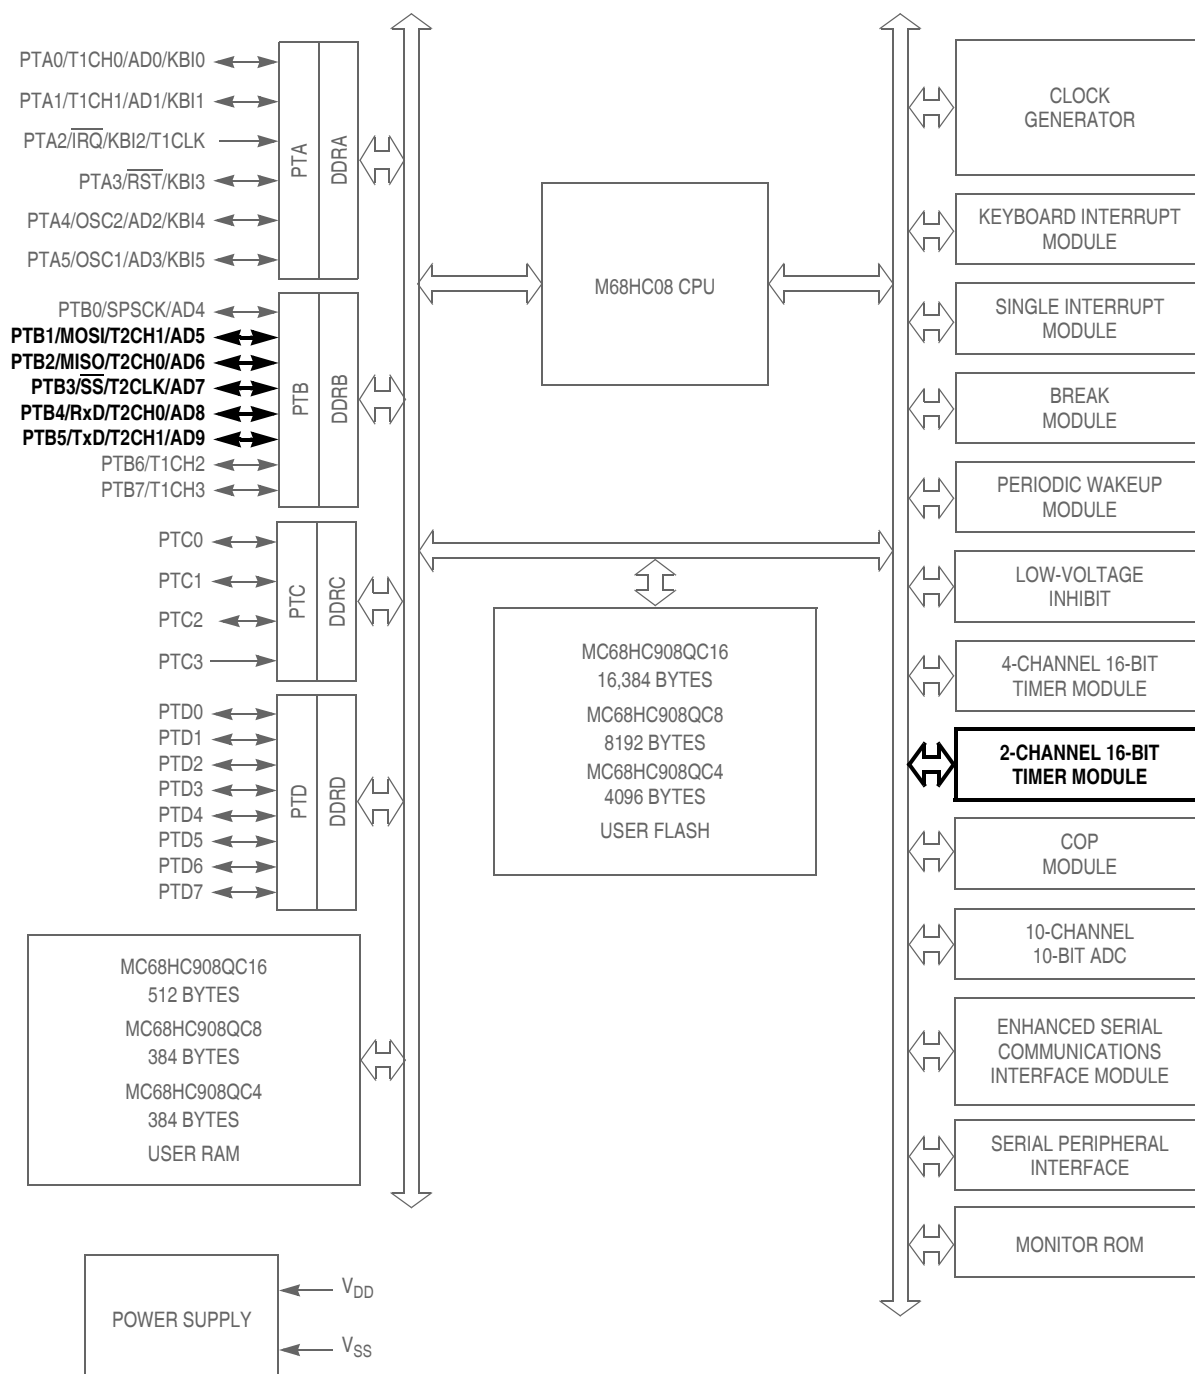 PTA0/T1CH0/AD0/KBI0
PTA1/T1CH1/AD1/KBI1
PTA2/IRQ/KBI2/T1CLK
PTA3/RST/KBI3
PTA4/OSC2/AD2/KBI4
PTA5/OSC1/AD3/KBI5
PTA
DDRA
PTB0/SPSCK/AD4
PTB1/MOSI/T2CH1/AD5
PTB2/MISO/T2CH0/AD6
PTB3/SS/T2CLK/AD7
PTB4/RxD/T2CH0/AD8
PTB5/TxD/T2CH1/AD9
PTB6/T1CH2
PTB7/T1CH3
PTB
DDRB
PTC0
PTC1
PTC2
PTC3
PTC
DDRC
PTD0
PTD1
PTD2
PTD3
PTD4
PTD5
PTD6
PTD7
PTD
DDRD
MC68HC908QC16
512 BYTES
MC68HC908QC8
384 BYTES
MC68HC908QC4
384 BYTES
USER RAM
POWER SUPPLY
VDD
VSS
M68HC08 CPU
MC68HC908QC16
16,384 BYTES
MC68HC908QC8
8192 BYTES
MC68HC908QC4
4096 BYTES
USER FLASH
CLOCK
GENERATOR
KEYBOARD INTERRUPT
MODULE
SINGLE INTERRUPT
MODULE
BREAK
MODULE
PERIODIC WAKEUP
MODULE
LOW-VOLTAGE
INHIBIT
4-CHANNEL 16-BIT
TIMER MODULE
2-CHANNEL 16-BIT
TIMER MODULE
COP
MODULE
10-CHANNEL
10-BIT ADC
ENHANCED SERIAL
COMMUNICATIONS
INTERFACE MODULE
SERIAL PERIPHERAL
INTERFACE
MONITOR ROM